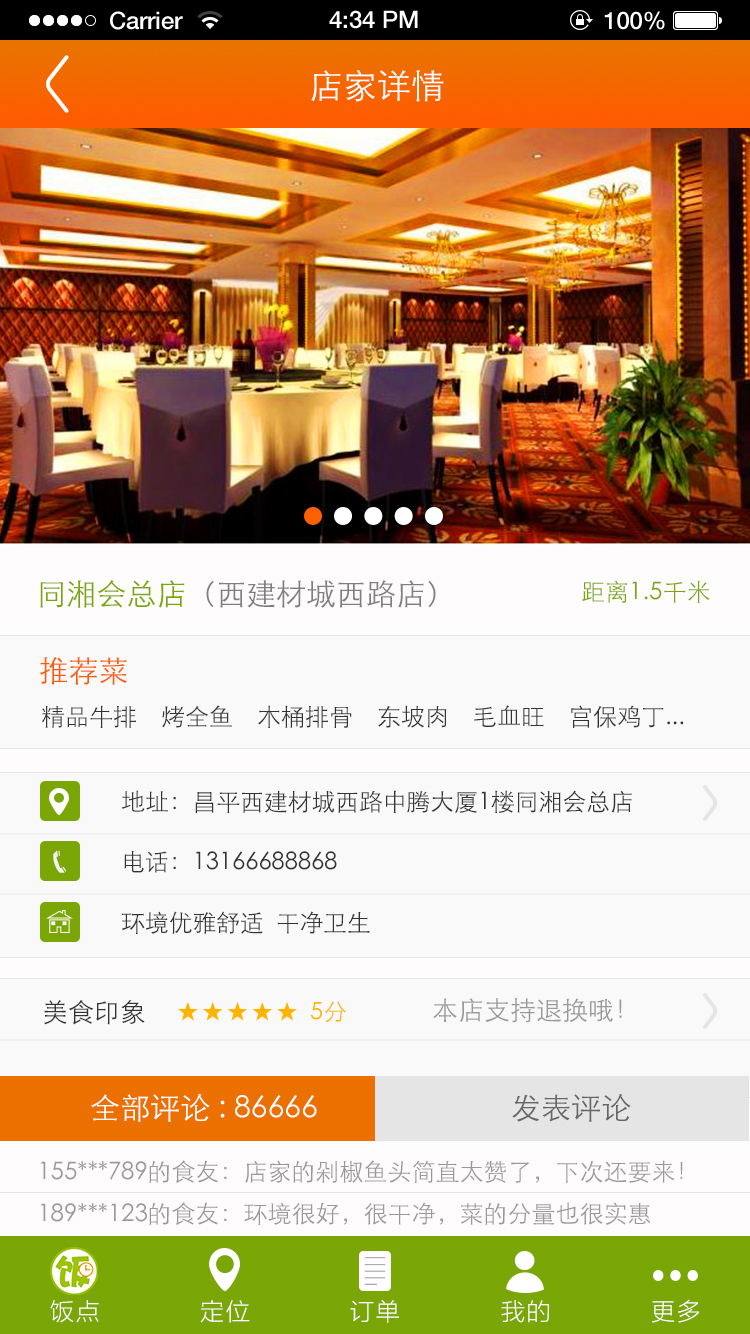 Carrier 4:34 PM 100%
店家详情
同湘会总店（西建材城西路店） 距离1.5千米
推荐菜
精品牛排 烤全鱼 木桶排骨 东坡肉 毛血旺 宫保鸡丁...
地址：昌平西建材城西路中腾大厦1楼同湘会总店
电话：13166688868
环境优雅舒适 干净卫生
美食印象 ★★★★★ 5分 本店支持退换哦！
全部评论：86666 发表评论
155***789的食友：店家的剁椒鱼头简直太赞了，下次还要来！
189***123的食友：环境很好，很干净，菜的分量也很实惠
饭
饭点 定位 订单 我的 更多